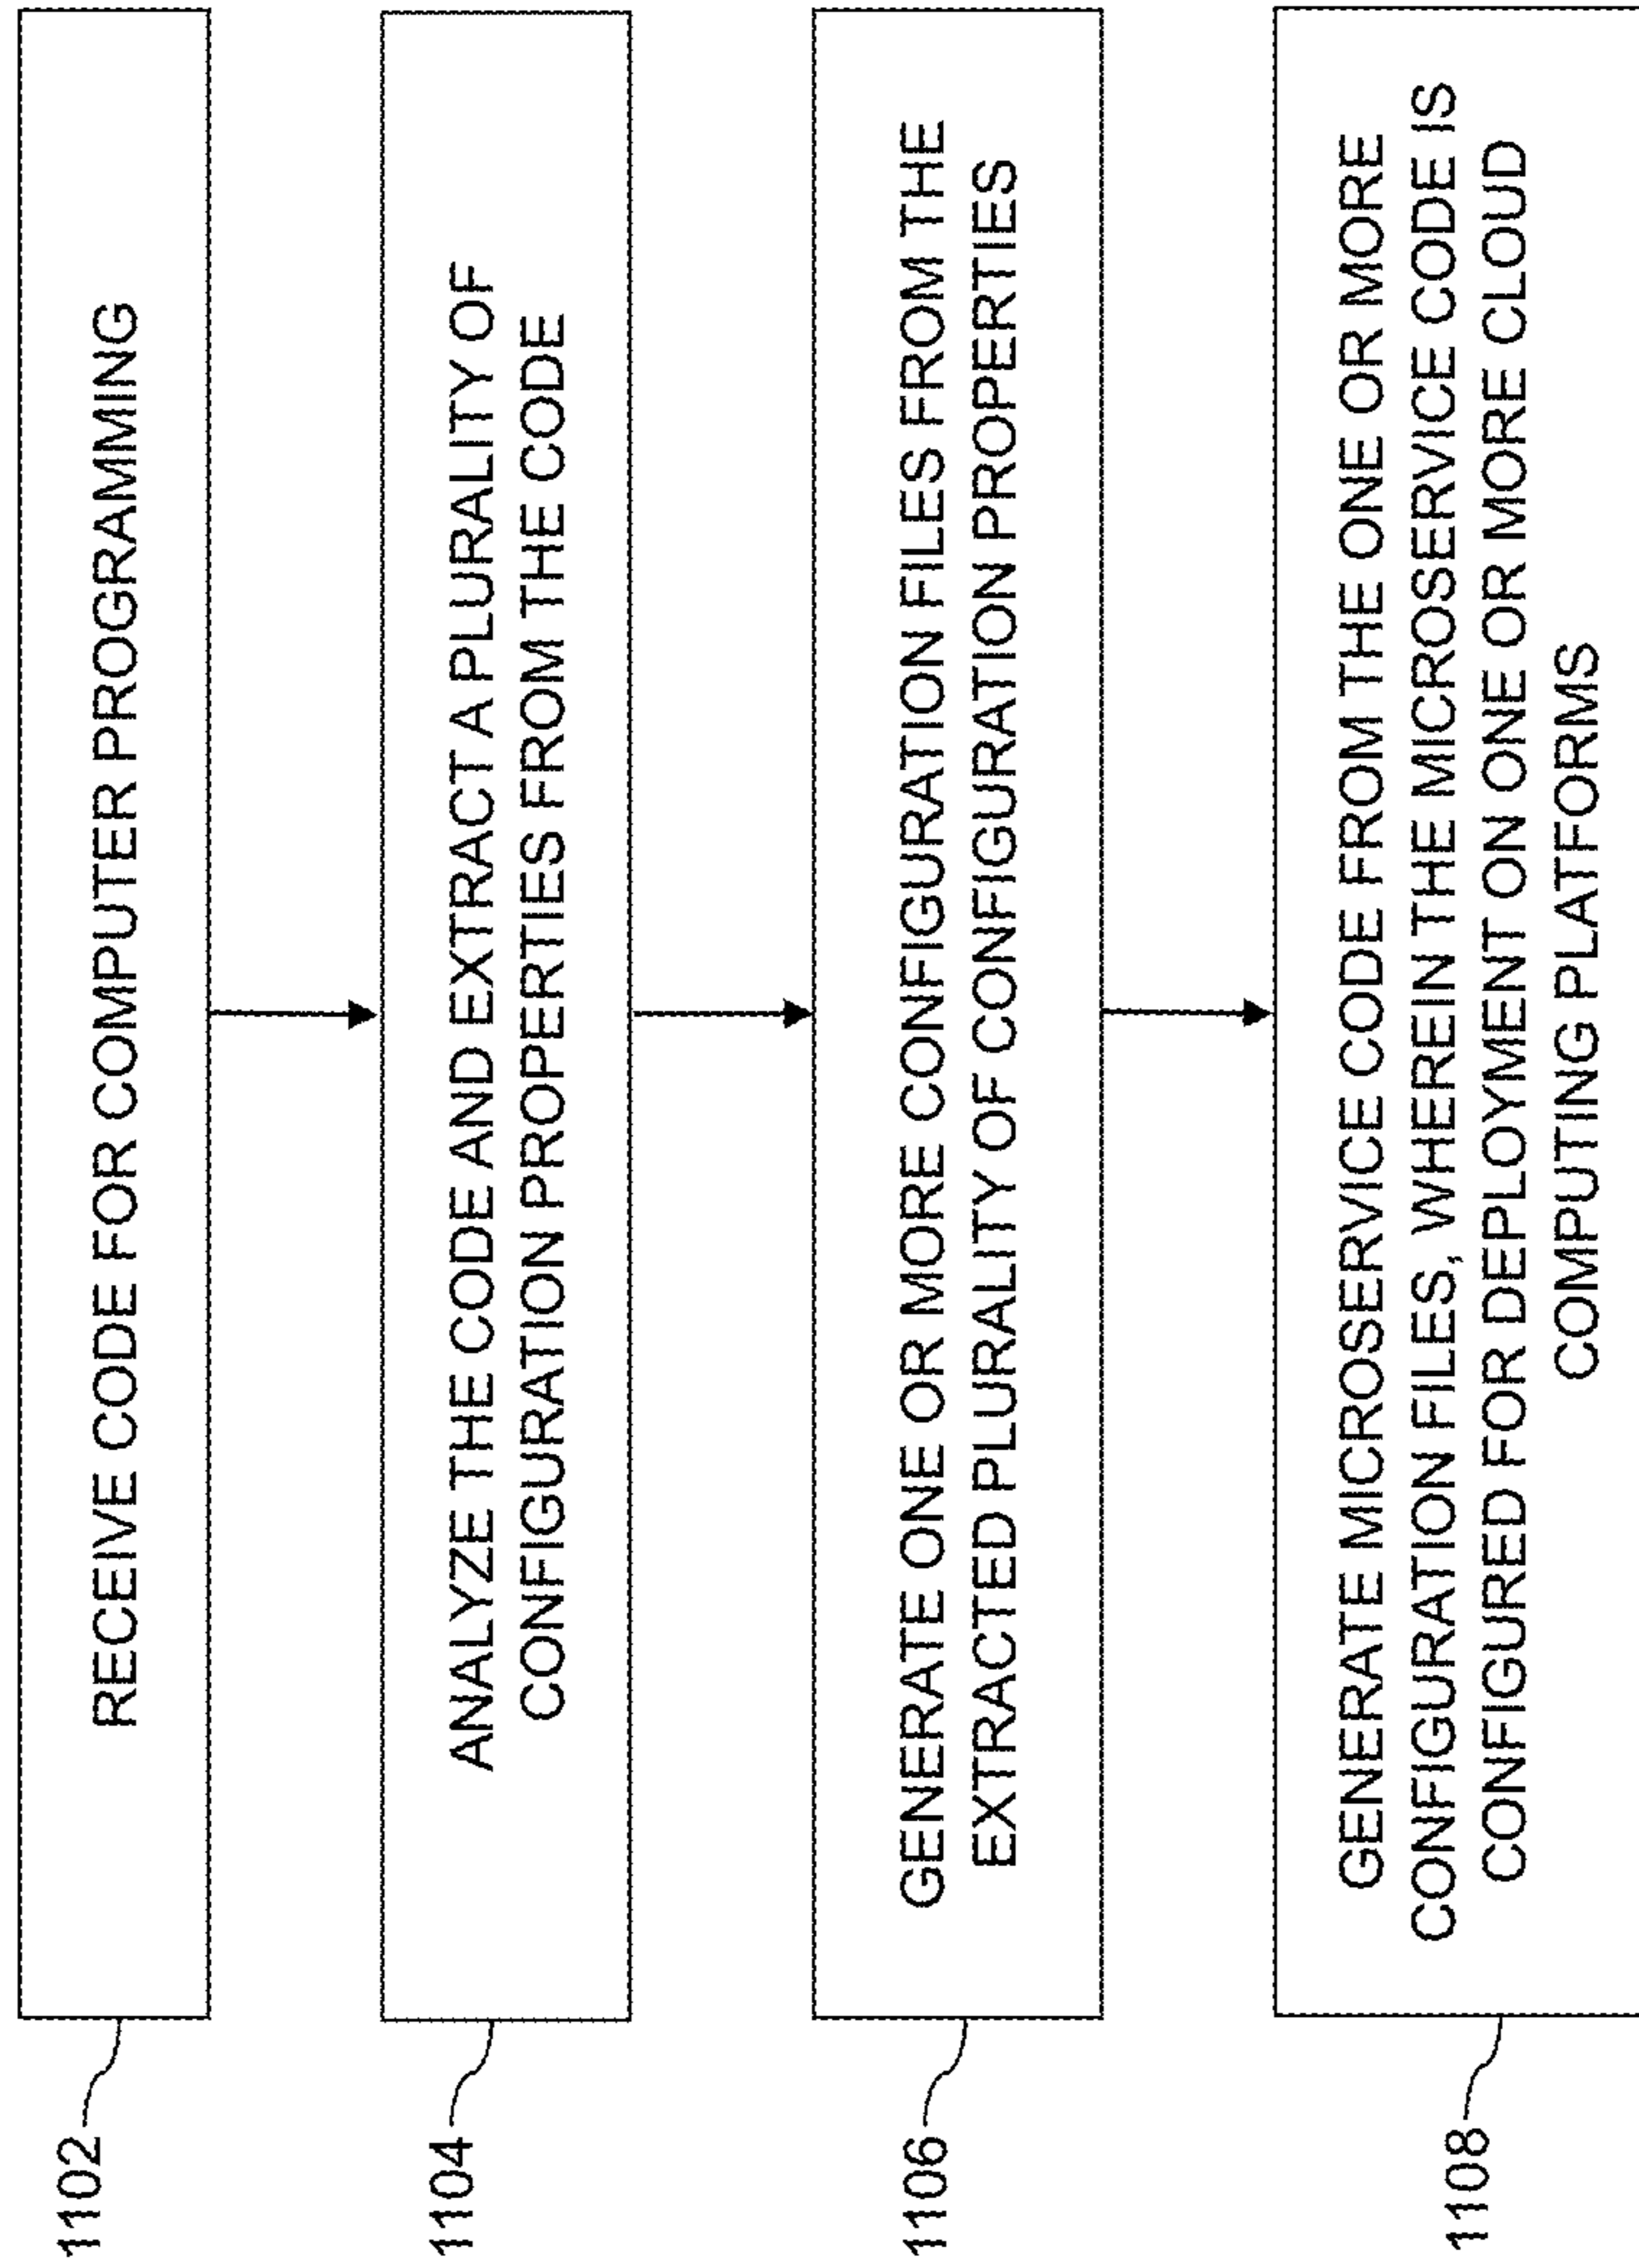 1102
RECEIVE CODE FOR COMPUTER PROGRAMMING
1104
ANALYZE THE CODE AND EXTRACT A PLURALITY OF
CONFIGURATION PROPERTIES FROM THE CODE
1106
GENERATE ONE OR MORE CONFIGURATION FILES FROM THE
EXTRACTED PLURALITY OF CONFIGURATION PROPERTIES
1108
GENERATE MICROSERVICE CODE FROM THE ONE OR MORE
CONFIGURATION FILES, WHEREIN THE MICROSERVICE CODE IS
CONFIGURED FOR DEPLOYMENT ON ONE OR MORE CLOUD
COMPUTING PLATFORMS